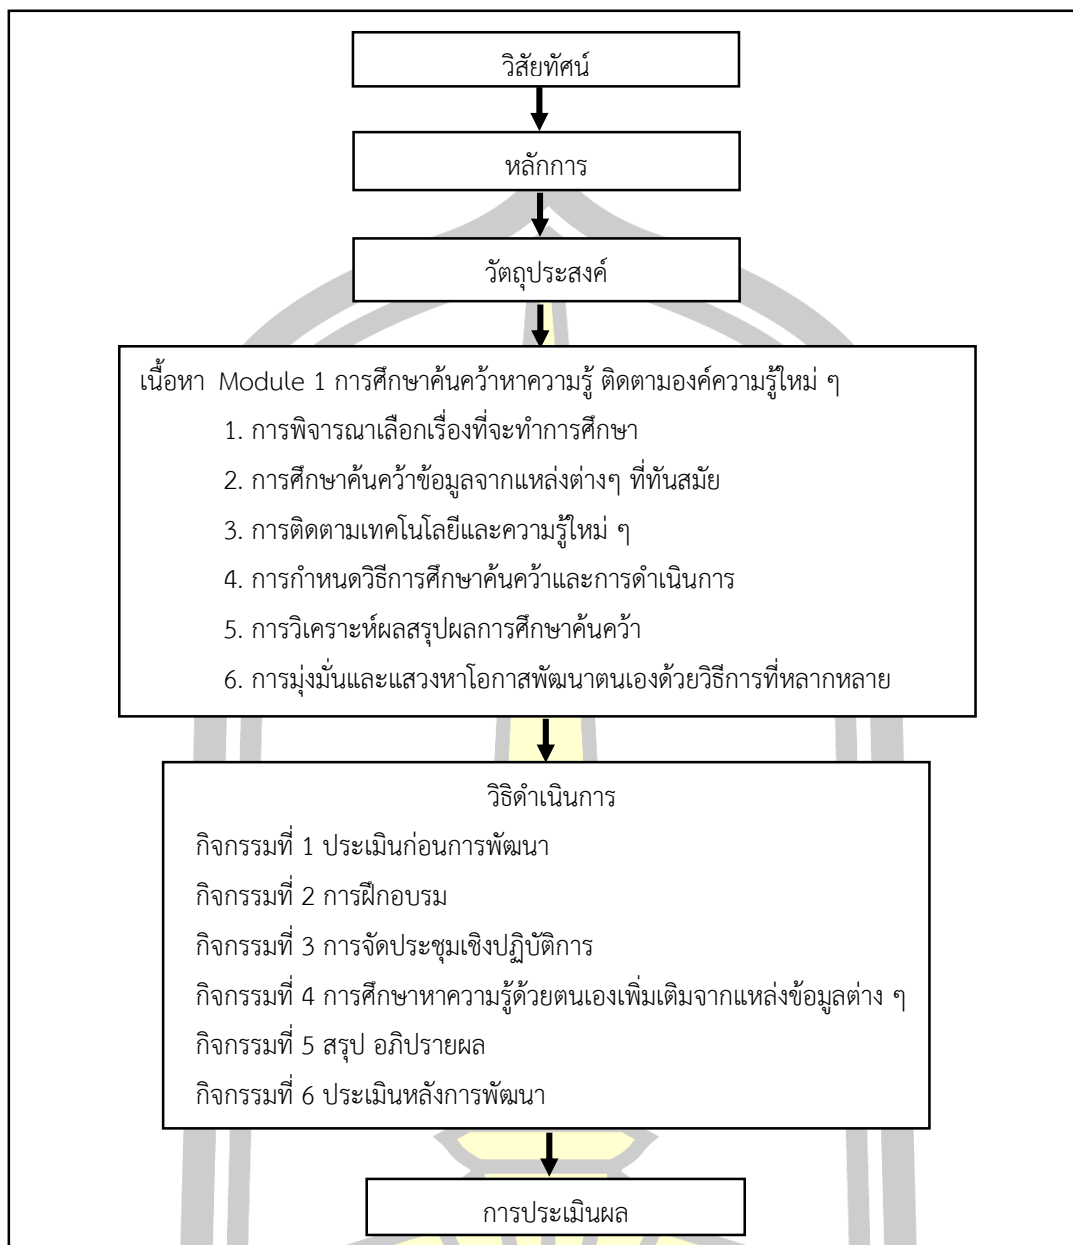 วิสัยทัศน์
หลักการ
วัตถุประสงค์
เนื้อหา Module 1 การศึกษาค้นคว้าหาความรู้ ติดตามองค์ความรู้ใหม่ ๆ
1. การพิจารณาเลือกเรื่องที่จะทำการศึกษา
2. การศึกษาค้นคว้าข้อมูลจากแหล่งต่างๆ ที่ทันสมัย
3. การติดตามเทคโนโลยีและความรู้ใหม่ ๆ
4. การกำหนดวิธีการศึกษาค้นคว้าและการดำเนินการ
5. การวิเคราะห์ผลสรุปผลการศึกษาค้นคว้า
6. การมุ่งมั่นและแสวงหาโอกาสพัฒนาตนเองด้วยวิธีการที่หลากหลาย
วิธิดำเนินการ
กิจกรรมที่ 1 ประเมินก่อนการพัฒนา
กิจกรรมที่ 2 การฝึกอบรม
กิจกรรมที่ 3 การจัดประชุมเชิงปฏิบัติการ
กิจกรรมที่ 4 การศึกษาหาความรู้ด้วยตนเองเพิ่มเติมจากแหล่งข้อมูลต่าง ๆ
กิจกรรมที่ 5 สรุป อภิปรายผล
กิจกรรมที่ 6 ประเมินหลังการพัฒนา
การประเมินผล